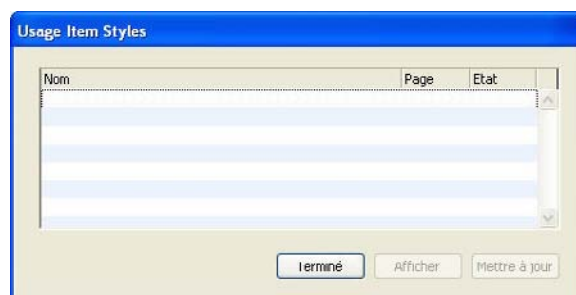 Usage Item Styles
Nom Page Etat
Terminé Afficher Mettre à jour